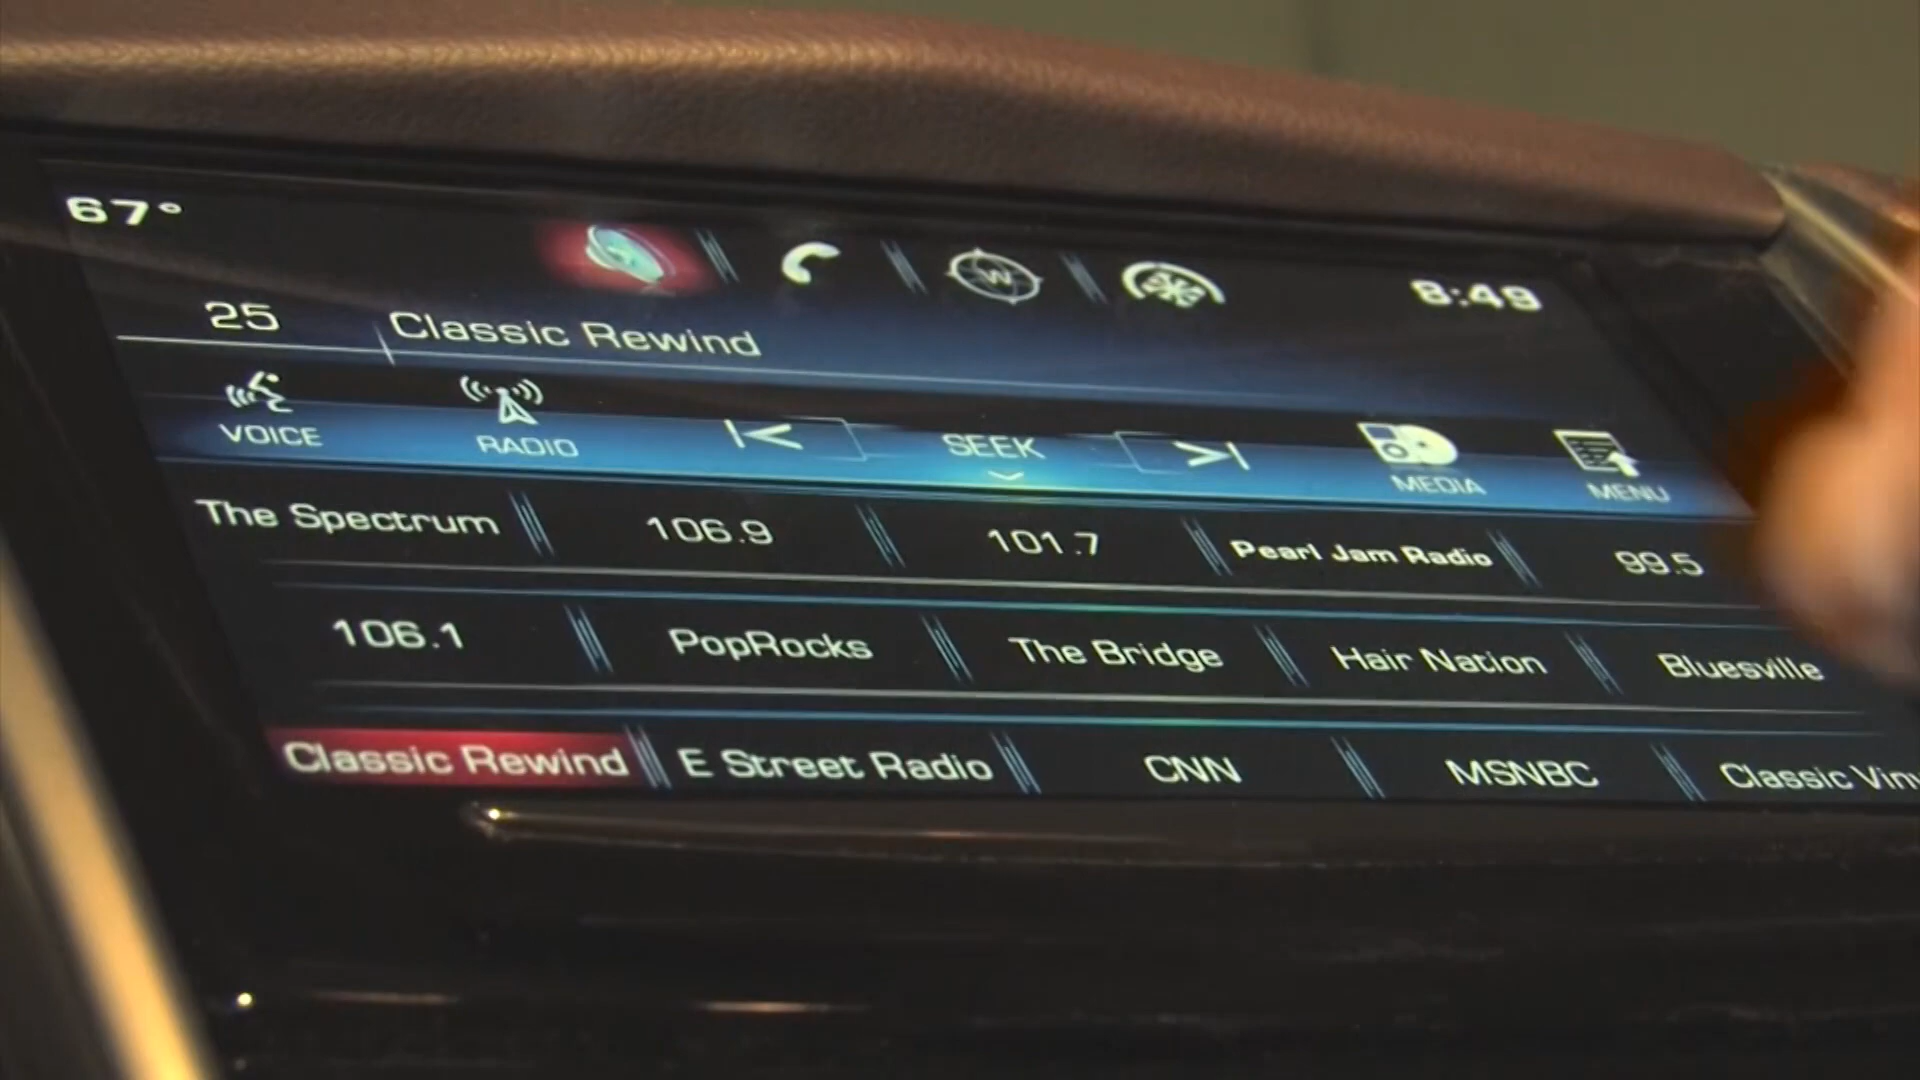 67°
W
8:49
25 Classic Rewind
VOICE RADIO SEEK MEDIA MENU
The Spectrum 106.9 101.7 Pearl Jam Radio 99.5
106.1 PopRocks The Bridge Hair Nation Bluesville
Classic Rewind E Street Radio CNN MSNBC Classic Viny